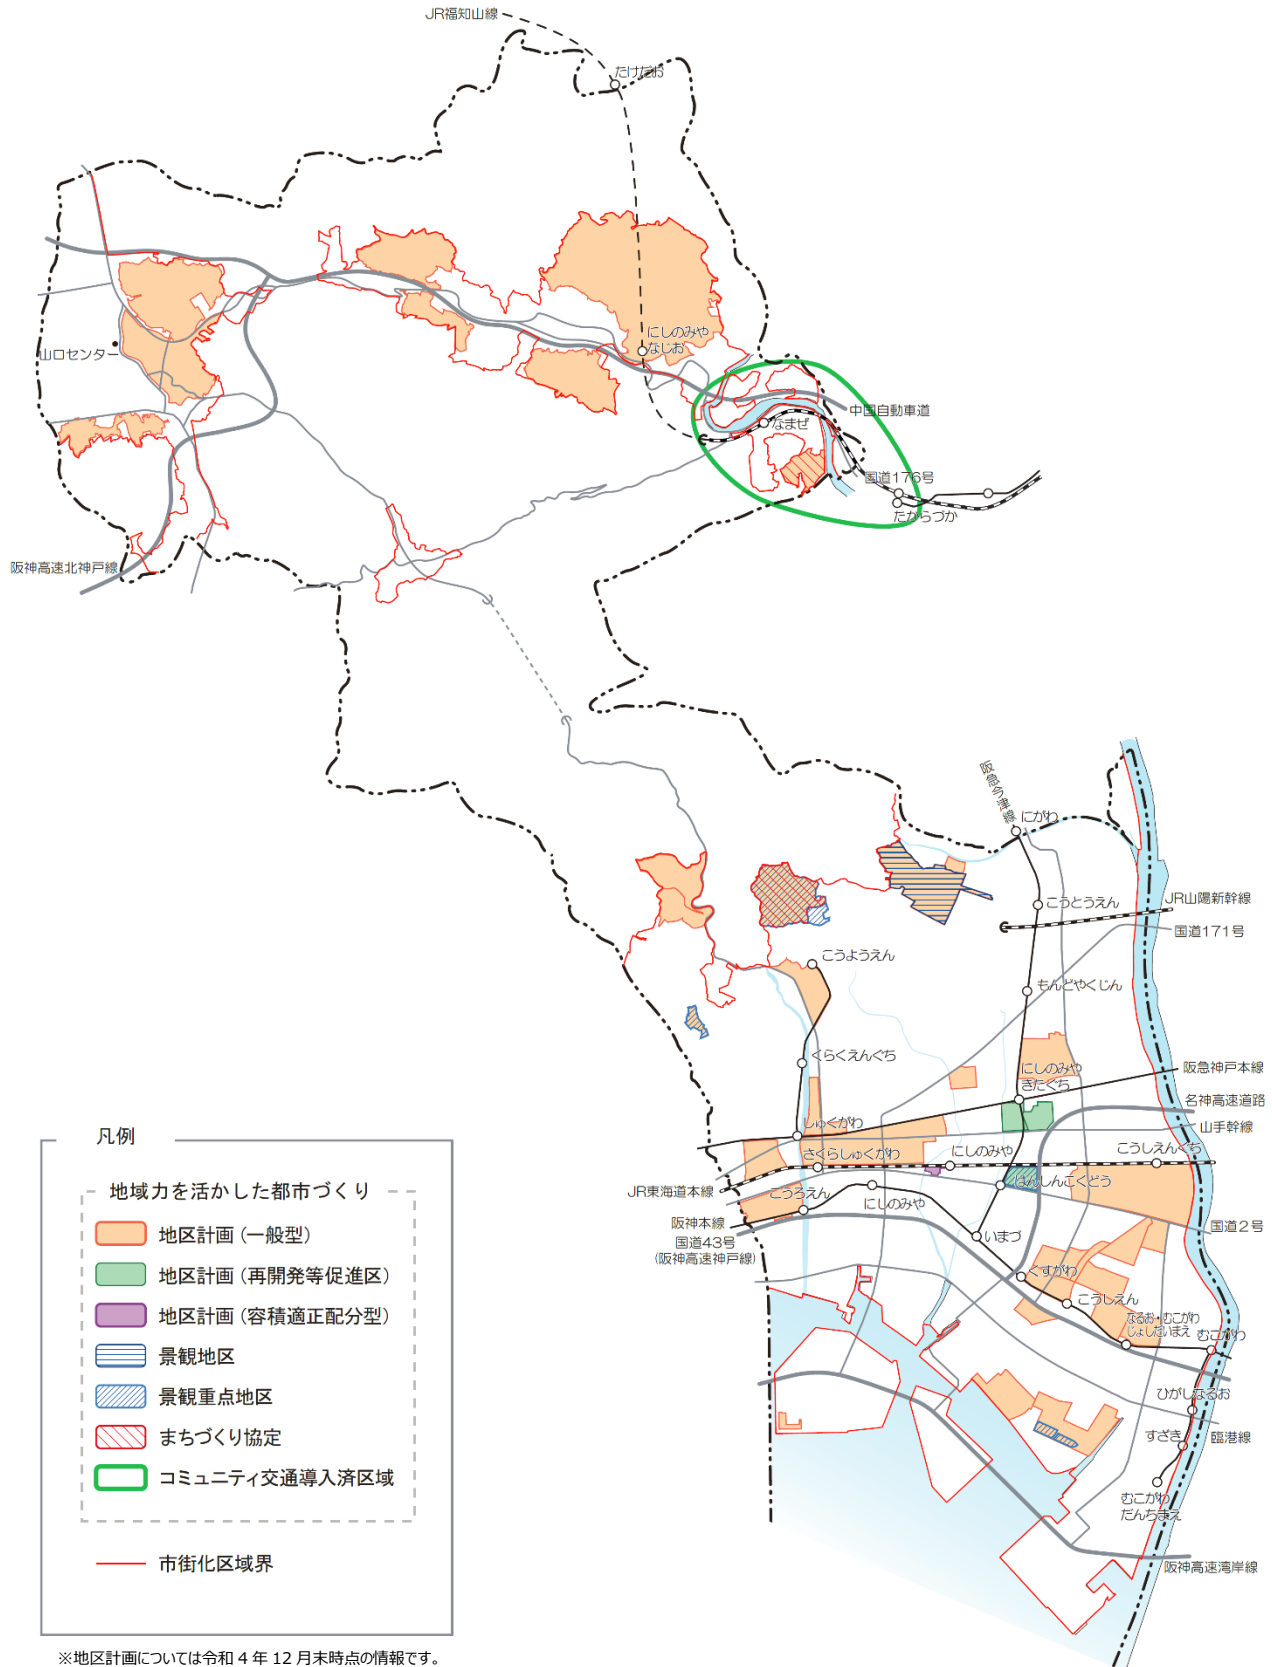 JR福知山線
たけだお
山口センター
にしのみや
なじお
中国自動車道
なまぜ
国道176号
たからづか
阪神高速北神戸線
阪急今津線
にがわ
こうとうえん
JR山陽新幹線
国道171号
こうようえん
もんどやくじん
くらくえんぐち
にしのみや
きたぐち
阪急神戸本線
名神高速道路
山手幹線
しゅくがわ
さくらしゅくがわ
にしのみや
こうしえんぐち
JR東海道本線
こうろえん
にしのみや
はんしんこくどう
阪神本線
国道43号
(阪神高速神戸線)
いまづ
国道2号
くすがわ
こうしえん
なるお・むこがわ
じょしだいまえ
むこがわ
ひがしなるお
すざき
臨港線
むこがわ
だんちまえ
阪神高速湾岸線
凡例
地域力を活かした都市づくり
地区計画（一般型）
地区計画（再開発等促進区）
地区計画（容積適正配分型）
景観地区
景観重点地区
まちづくり協定
コミュニティ交通導入済区域
市街化区域界
※地区計画については令和 4 年 12 月末時点の情報です。